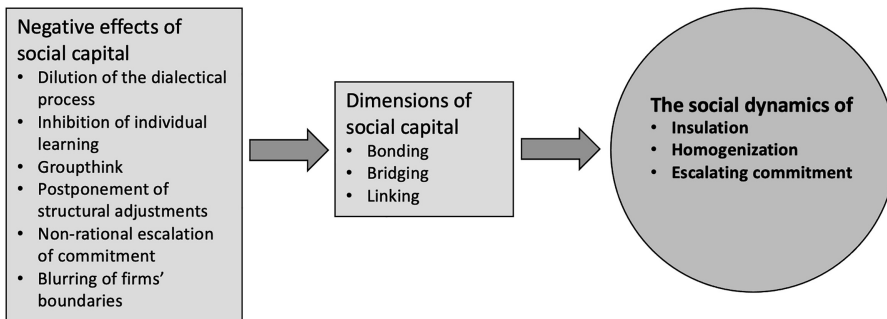 Negative effects of
social capital
• Dilution of the dialectical
process
• Inhibition of individual
learning
• Groupthink
• Postponement of
structural adjustments
• Non-rational escalation
of commitment
• Blurring of firms’
boundaries
Dimensions of
social capital
• Bonding
• Bridging
• Linking
The social dynamics of
• Insulation
• Homogenization
• Escalating commitment